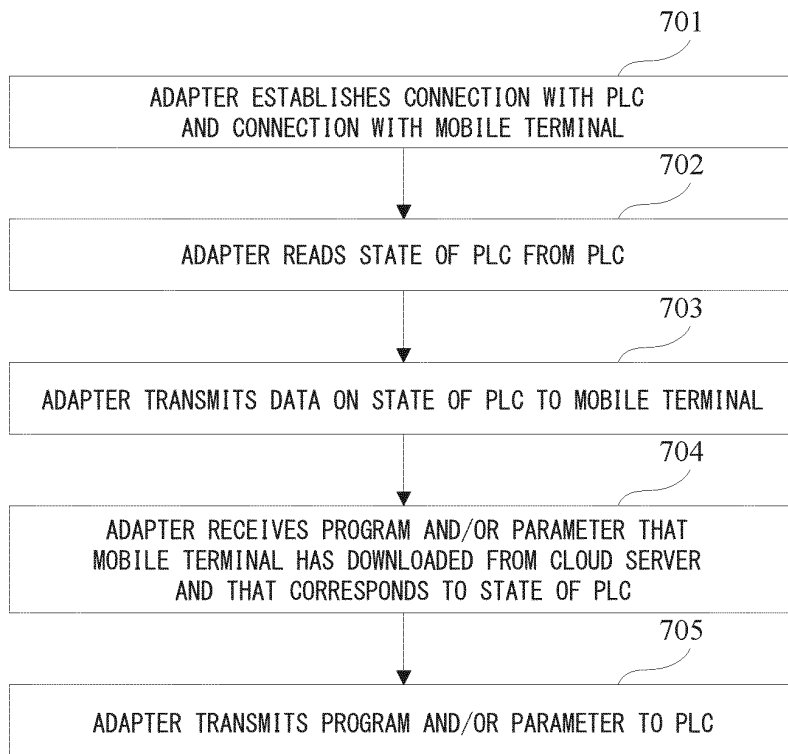 701
ADAPTER ESTABLISHES CONNECTION WITH PLC
AND CONNECTION WITH MOBILE TERMINAL
702
ADAPTER READS STATE OF PLC FROM PLC
703
ADAPTER TRANSMITS DATA ON STATE OF PLC TO MOBILE TERMINAL
704
ADAPTER RECEIVES PROGRAM AND/OR PARAMETER THAT
MOBILE TERMINAL HAS DOWNLOADED FROM CLOUD SERVER
AND THAT CORRESPONDS TO STATE OF PLC
705
ADAPTER TRANSMITS PROGRAM AND/OR PARAMETER TO PLC